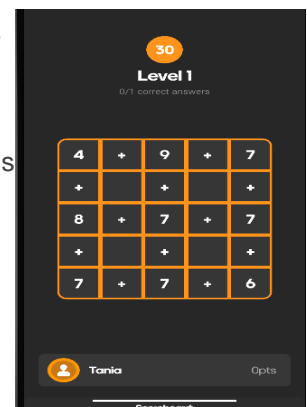 30
Level 1
0/1 correct answers
s
4 + 9 + 7
+ + +
8 + 7 + 7
+ + +
7 + 7 + 6
Tania 0pts